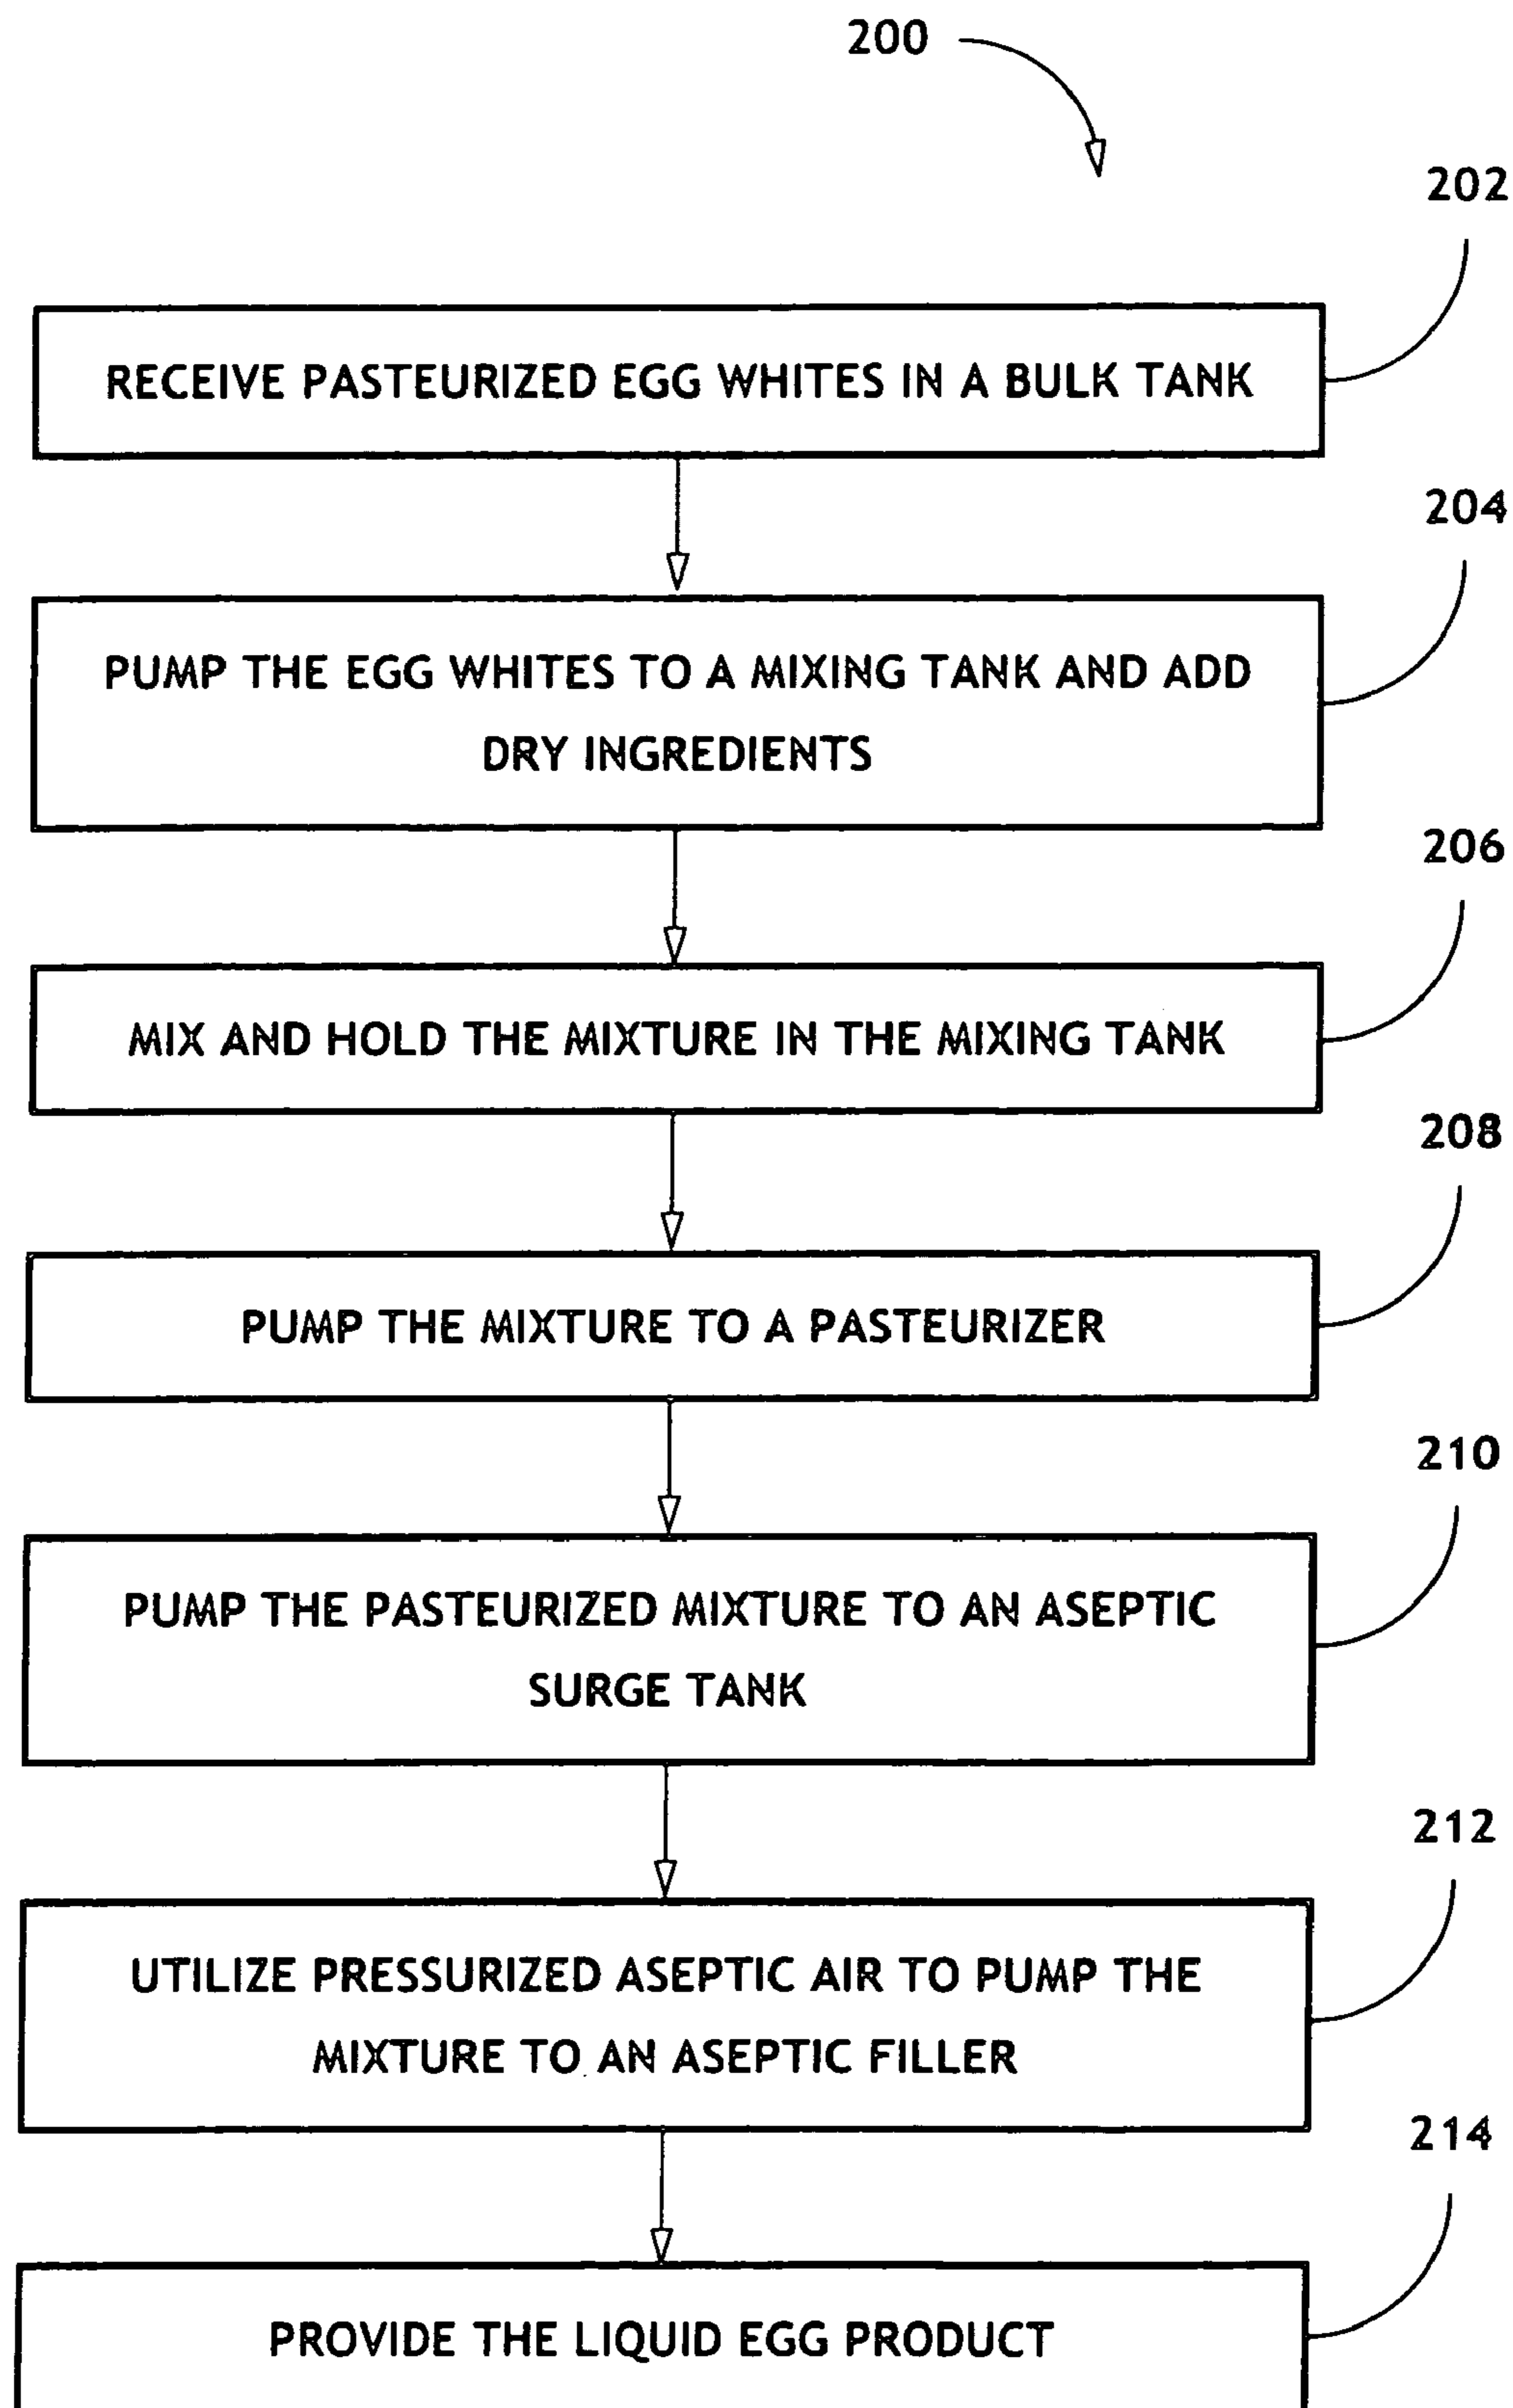 200
202
RECEIVE PASTEURIZED EGG WHITES IN A BULK TANK
204
PUMP THE EGG WHITES TO A MIXING TANK AND ADD
DRY INGREDIENTS
206
MIX AND HOLD THE MIXTURE IN THE MIXING TANK
208
PUMP THE MIXTURE TO A PASTEURIZER
210
PUMP THE PASTEURIZED MIXTURE TO AN ASEPTIC
SURGE TANK
212
UTILIZE PRESSURIZED ASEPTIC AIR TO PUMP THE
MIXTURE TO AN ASEPTIC FILLER
214
PROVIDE THE LIQUID EGG PRODUCT